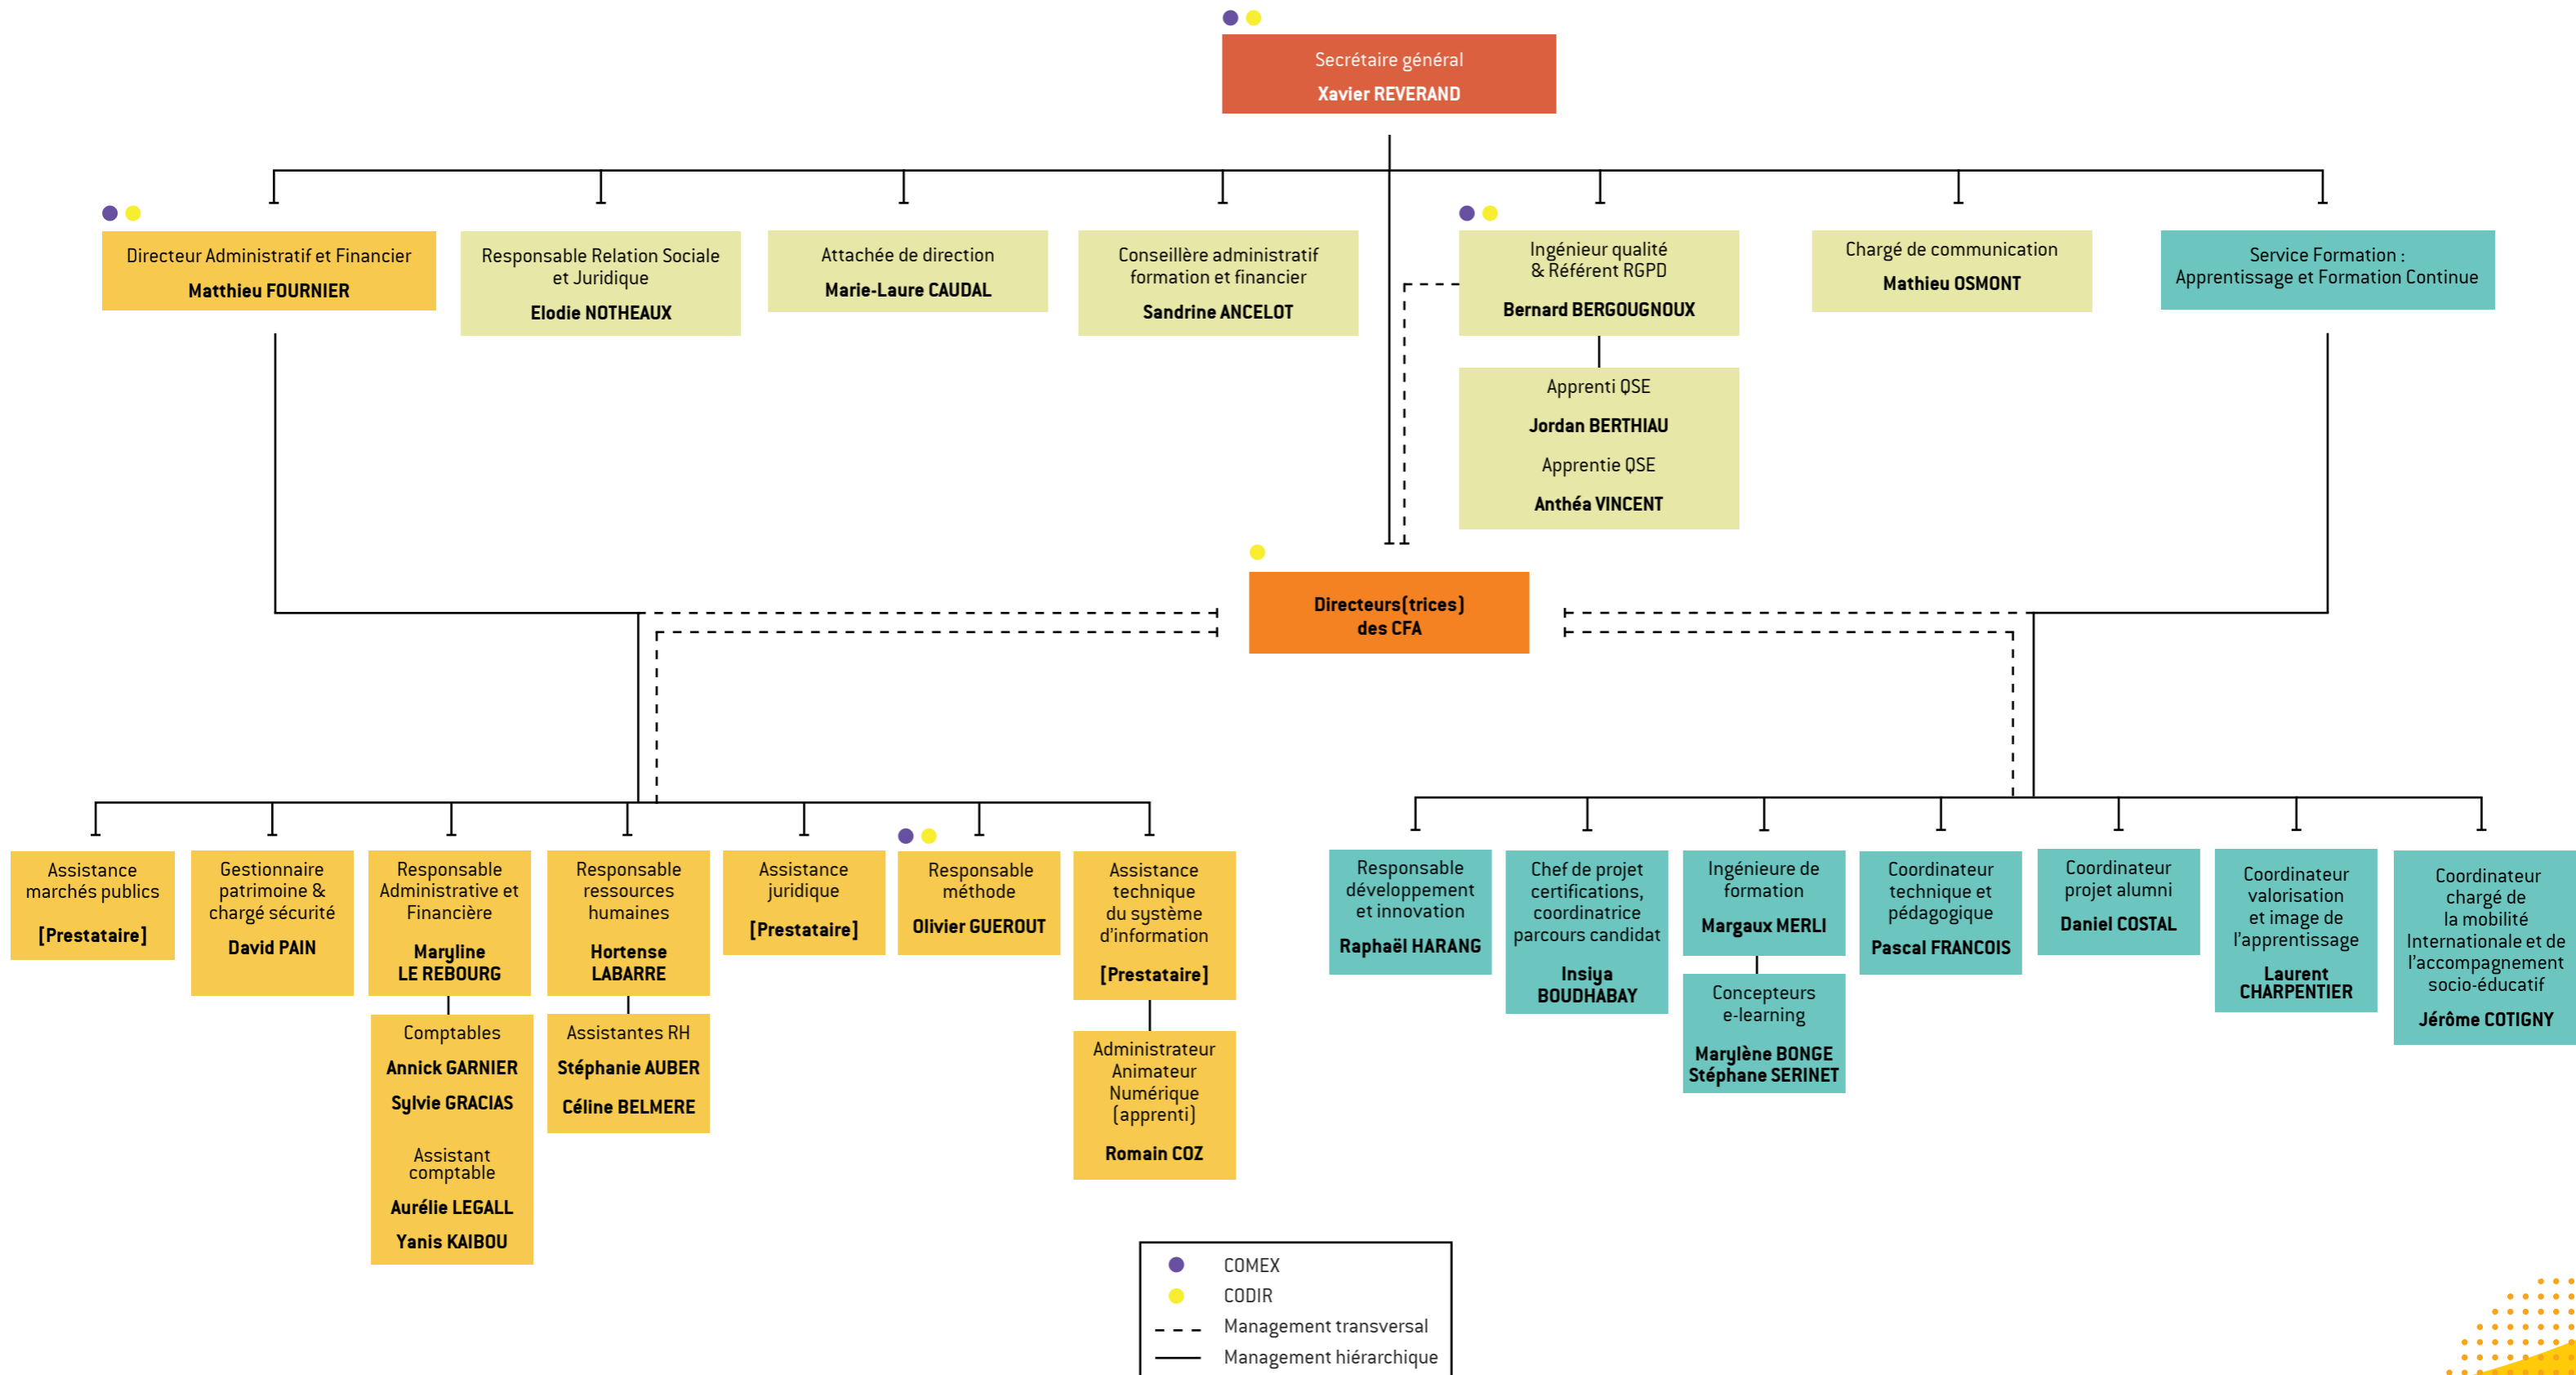 Secrétaire général
Xavier REVERAND
Directeur Administratif et Financier
Matthieu FOURNIER
Responsable Relation Sociale
et Juridique
Elodie NOTHEAUX
Attachée de direction
Marie-Laure CAUDAL
Conseillère administratif
formation et financier
Sandrine ANCELOT
Ingénieur qualité
& Référent RGPD
Bernard BERGOUGNOUX
Chargé de communication
Mathieu OSMONT
Service Formation :
Apprentissage et Formation Continue
Apprenti QSE
Jordan BERTHIAU
Apprentie QSE
Anthéa VINCENT
Directeurs(trices)
des CFA
Assistance
marchés publics
[Prestataire]
Gestionnaire
patrimoine &
chargé sécurité
David PAIN
Responsable
Administrative et
Financière
Maryline
LE REBOURG
Comptables
Annick GARNIER
Sylvie GRACIAS
Assistant
comptable
Aurélie LEGALL
Yanis KAIBOU
Responsable
ressources
humaines
Hortense
LABARRE
Assistantes RH
Stéphanie AUBER
Céline BELMERE
Assistance
juridique
[Prestataire]
Responsable
méthode
Olivier GUEROUT
Assistance
technique
du système
d'information
[Prestataire]
Administrateur
Animateur
Numérique
(apprenti)
Romain COZ
Responsable
développement
et innovation
Raphaël HARANG
Chef de projet
certifications,
coordinatrice
parcours candidat
Insiya
BOUDHABAY
Ingénieure de
formation
Margaux MERLI
Concepteurs
e-learning
Marylène BONGE
Stéphane SERINET
Coordinateur
technique et
pédagogique
Pascal FRANCOIS
Coordinateur
projet alumni
Daniel COSTAL
Coordinateur
valorisation
et image de
l'apprentissage
Laurent
CHARPENTIER
Coordinateur
chargé de
la mobilité
Internationale et de
l'accompagnement
socio-éducatif
Jérôme COTIGNY
COMEX
CODIR
Management transversal
Management hiérarchique